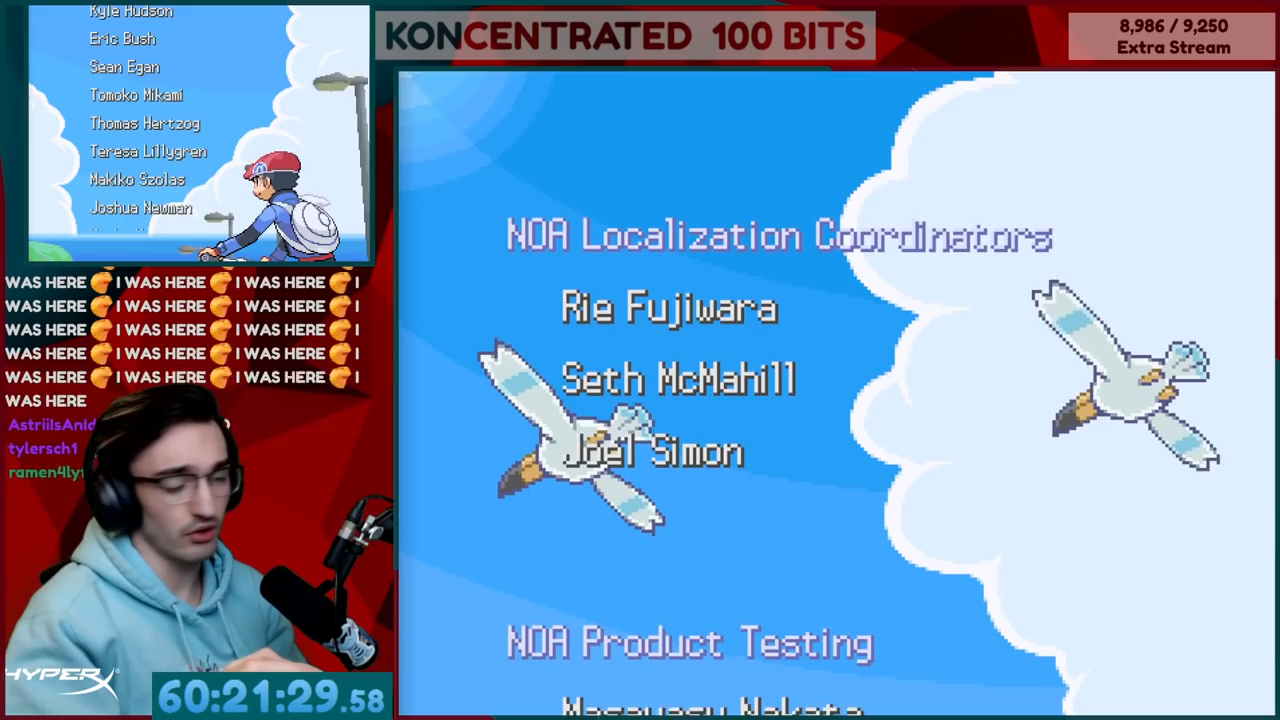 Kyle Hudson
Eric Bush
Sean Egan
Tomoko Mikami
Thomas Hertzog
Teresa Lillygren
Makiko Szolas
Joshua Newman
KONCENTRATED 100 BITS
8,986 / 9,250
Extra Stream
NOA Localization Coordinators
Rie Fujiwara
Seth McMahill
Joel Simon
NOA Product Testing
Masayasu Nakata
WAS HERE I WAS HERE I WAS HERE I
WAS HERE I WAS HERE I WAS HERE I
WAS HERE I WAS HERE I WAS HERE I
WAS HERE I WAS HERE I WAS HERE I
WAS HERE I WAS HERE I WAS HERE I
WAS HERE
tylersch1
HYPERX
60:21:29.58